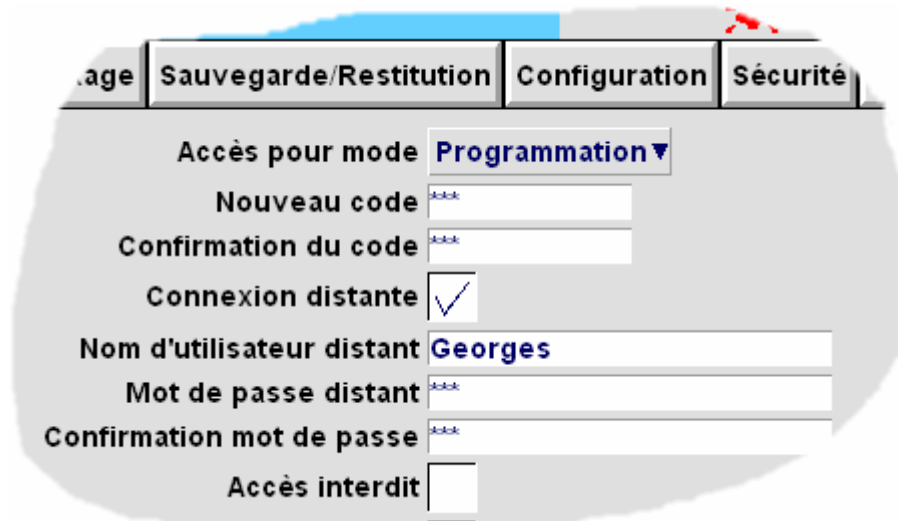 age Sauvegarde/Restitution Configuration Sécurité
Accès pour mode Programmation▼
Nouveau code ***
Confirmation du code ***
Connexion distante ✓
Nom d'utilisateur distant Georges
Mot de passe distant ***
Confirmation mot de passe ***
Accès interdit